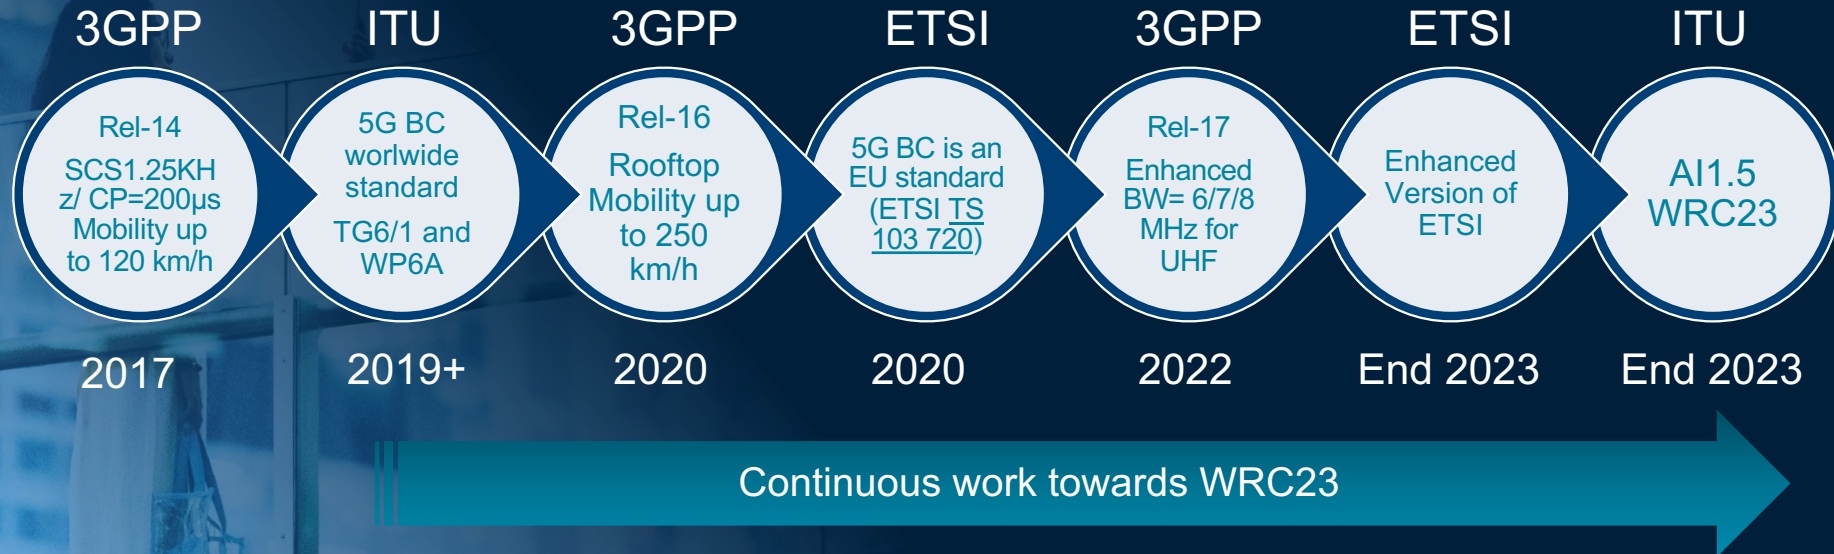 3GPP
ITU
3GPP
ETSI
3GPP
ETSI
ITU
Rel-14
SCS1.25KH
z/ CP=200µs
Mobility up
to 120 km/h
5G BC
worlwide
standard
TG6/1 and
WP6A
Rel-16
Rooftop
Mobility up
to 250
km/h
5G BC is an
EU standard
(ETSI TS
103 720)
Rel-17
Enhanced
BW= 6/7/8
MHz for
UHF
Enhanced
Version of
ETSI
AI1.5
WRC23
2017
2019+
2020
2020
2022
End 2023
End 2023
Continuous work towards WRC23